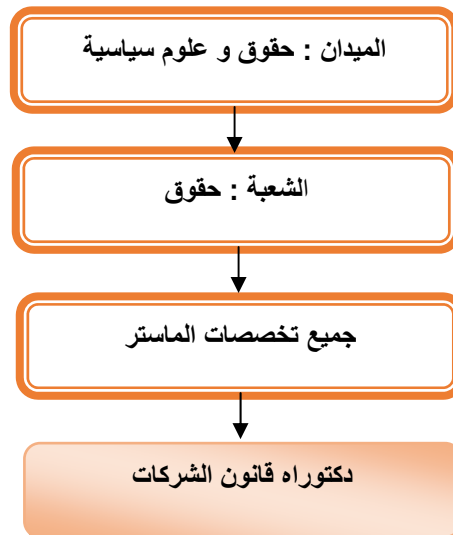 الميدان : حقوق و علوم سياسية
الشعبة : حقوق
جميع تخصصات الماستر
دكتوراه قانون الشركات